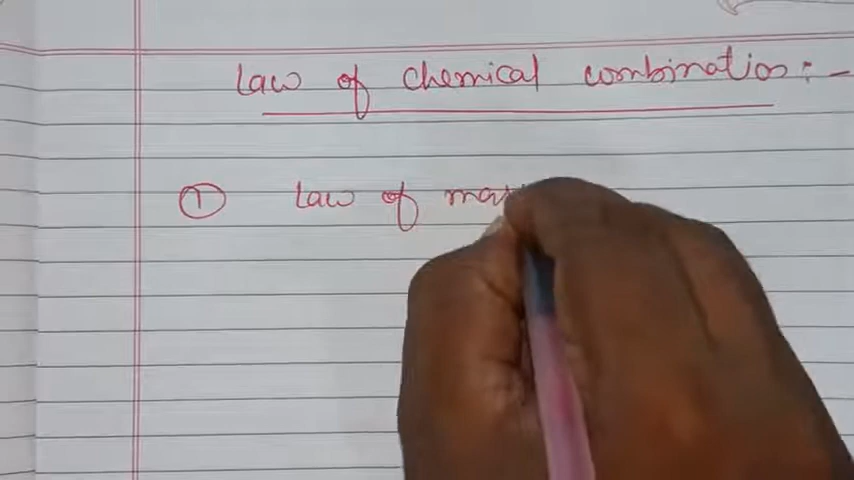 Law of chemical combination : -
① Law of